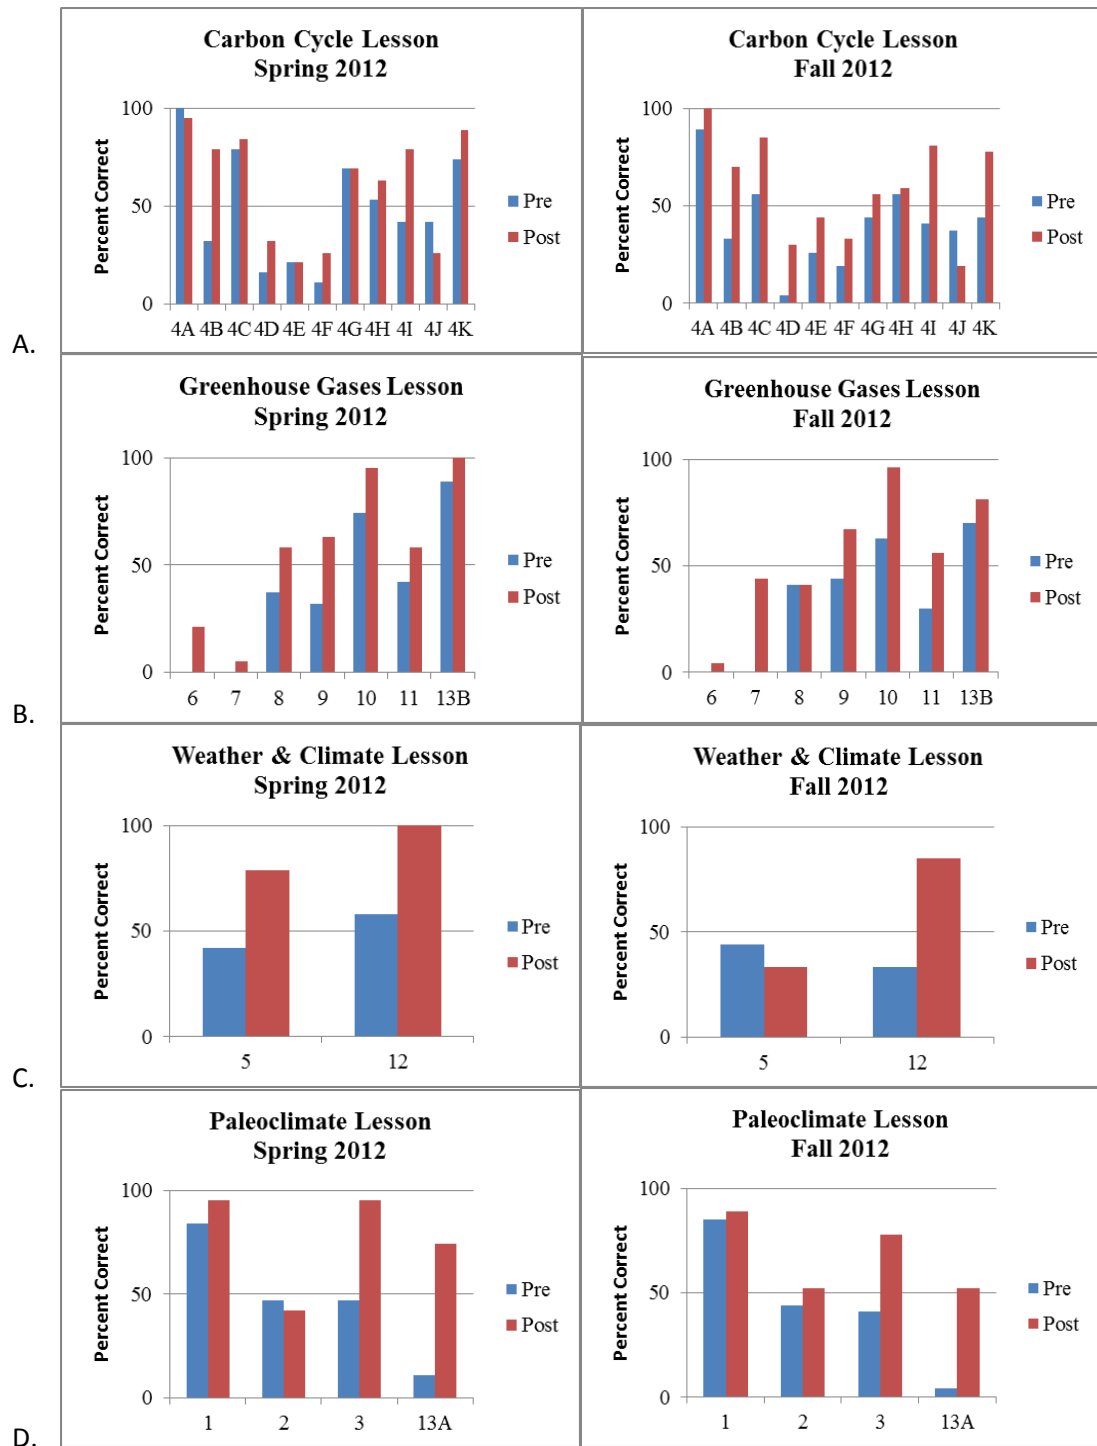 Carbon Cycle Lesson
Spring 2012
Percent Correct
100
50
0
4A 4B 4C 4D 4E 4F 4G 4H 4I 4J 4K
Pre
Post
Carbon Cycle Lesson
Fall 2012
Percent Correct
100
50
0
4A 4B 4C 4D 4E 4F 4G 4H 4I 4J 4K
Pre
Post
A.
Greenhouse Gases Lesson
Spring 2012
Percent Correct
100
50
0
6 7 8 9 10 11 13B
Pre
Post
Greenhouse Gases Lesson
Fall 2012
Percent Correct
100
50
0
6 7 8 9 10 11 13B
Pre
Post
B.
Weather & Climate Lesson
Spring 2012
Percent Correct
100
50
0
5 12
Pre
Post
Weather & Climate Lesson
Fall 2012
Percent Correct
100
50
0
5 12
Pre
Post
C.
Paleoclimate Lesson
Spring 2012
Percent Correct
100
50
0
1 2 3 13A
Pre
Post
Paleoclimate Lesson
Fall 2012
Percent Correct
100
50
0
1 2 3 13A
Pre
Post
D.